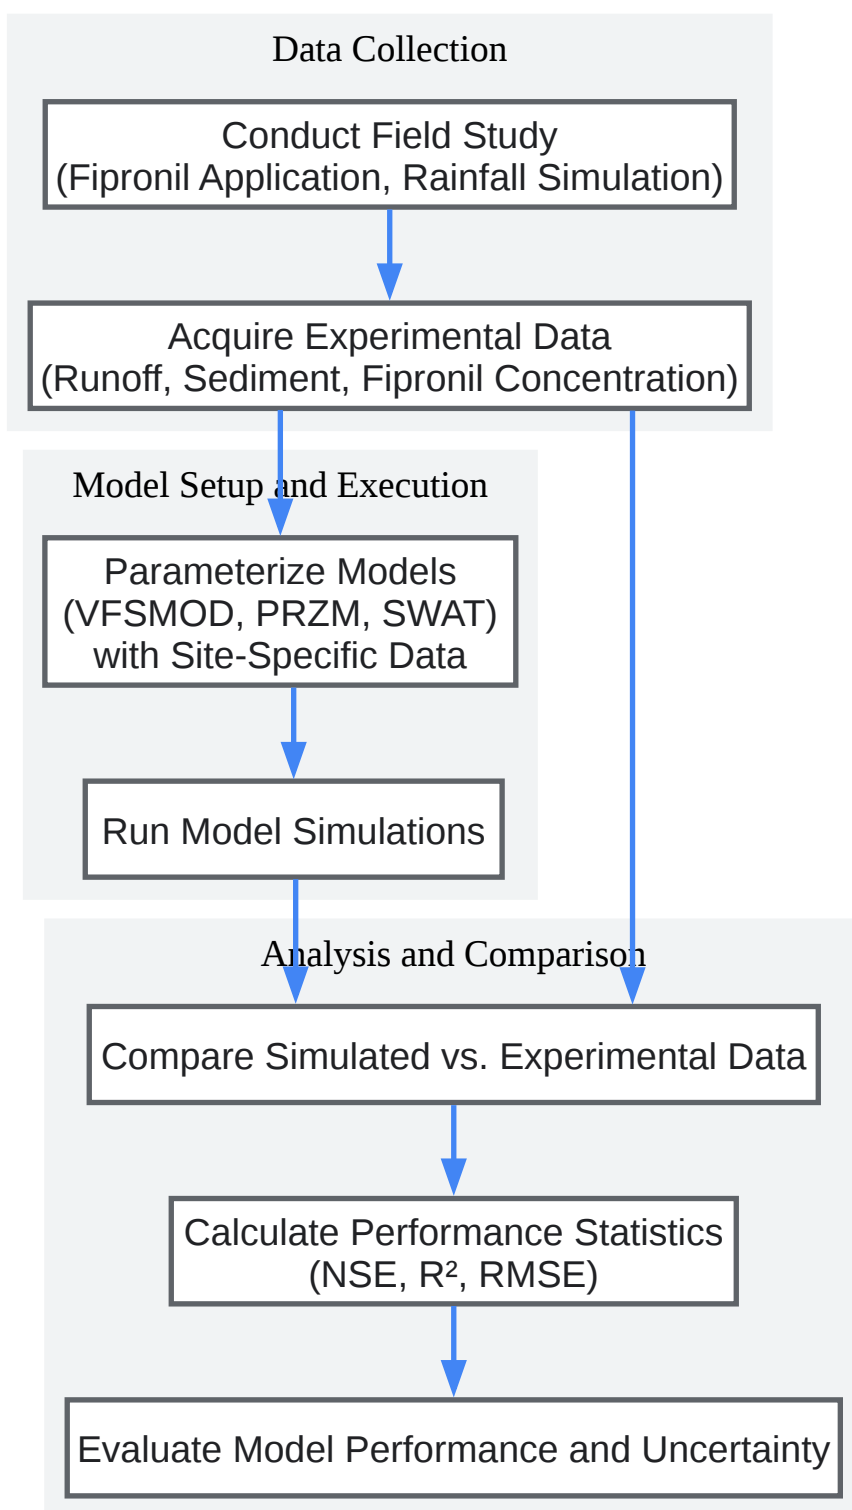 Data Collection
Conduct Field Study
(Fipronil Application, Rainfall Simulation)
Acquire Experimental Data
(Runoff, Sediment, Fipronil Concentration)
Model Setup and Execution
Parameterize Models
(VFSMOD, PRZM, SWAT)
with Site-Specific Data
Run Model Simulations
Analysis and Comparison
Compare Simulated vs. Experimental Data
Calculate Performance Statistics
(NSE, R², RMSE)
Evaluate Model Performance and Uncertainty